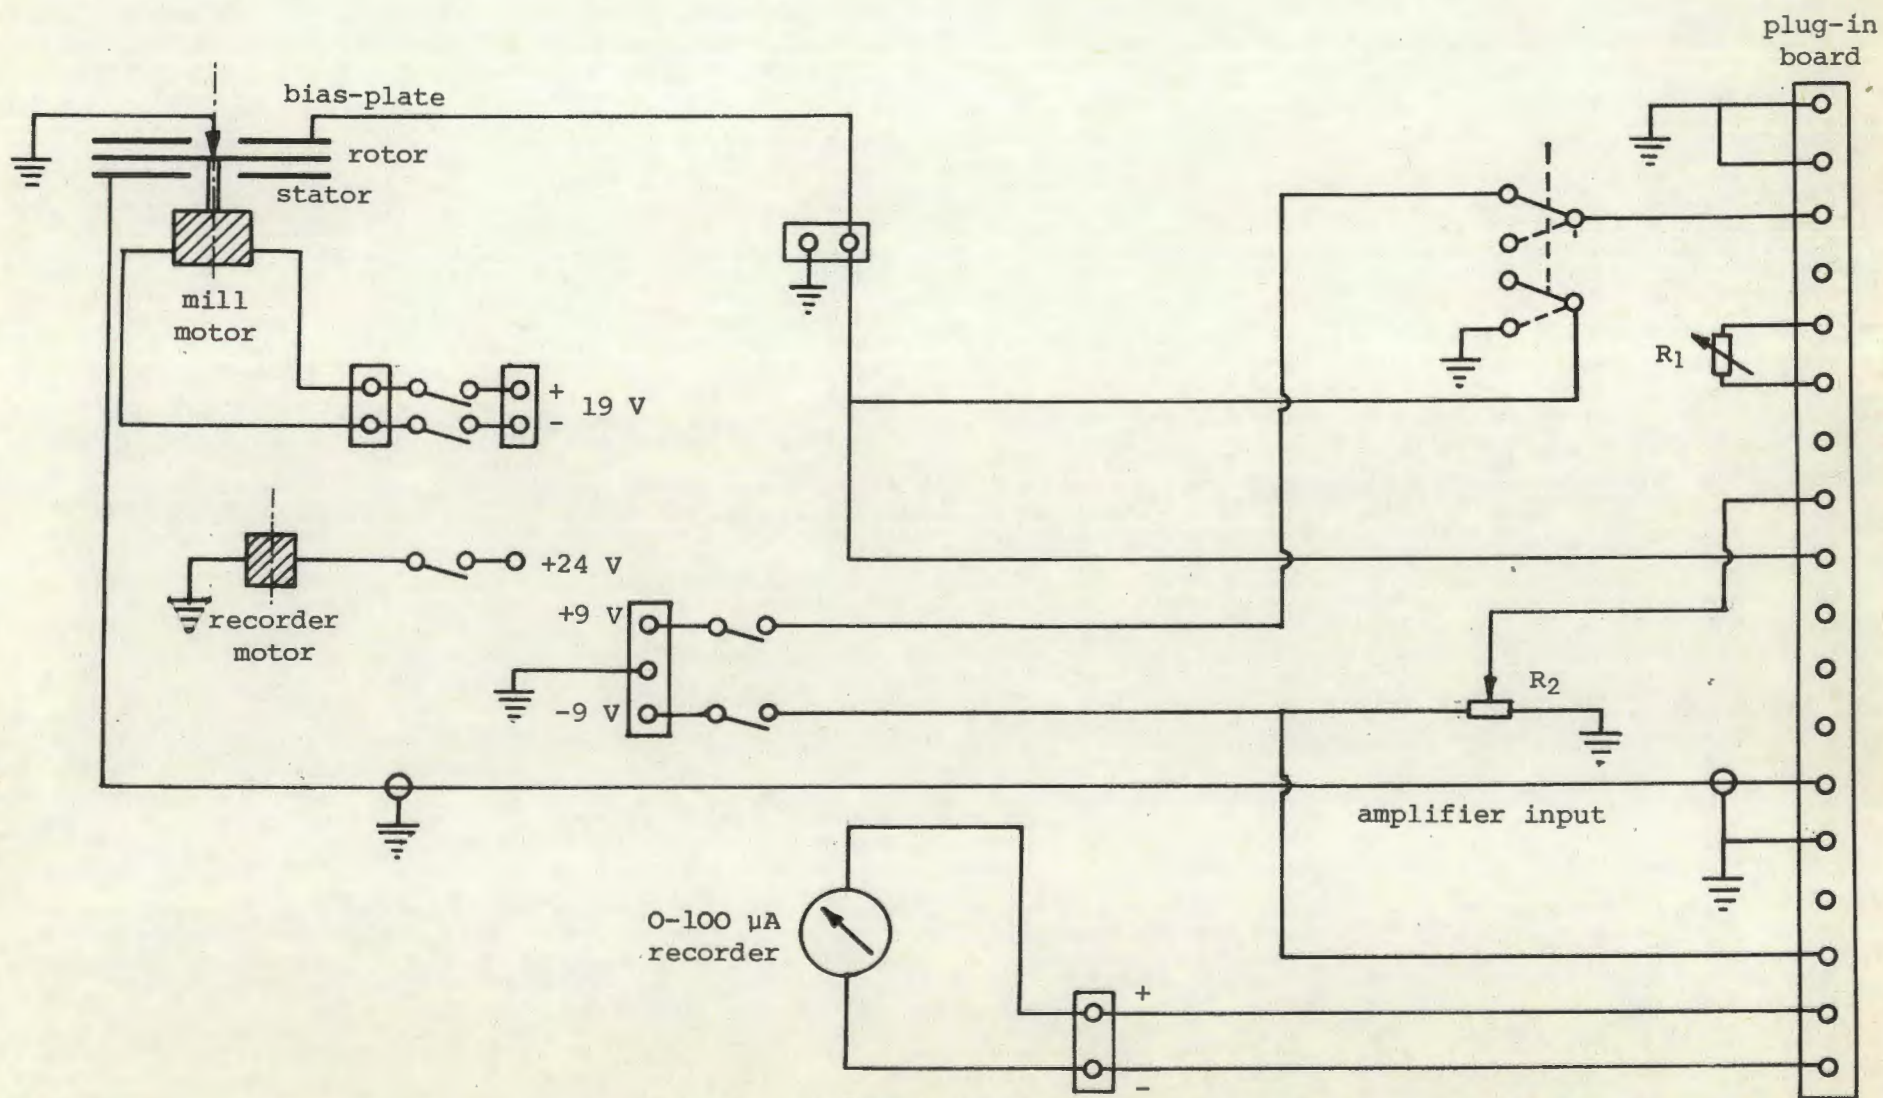 plug-in
board
bias-plate
rotor
stator
mill
motor
+
19 V
-
R1
+24 V
recorder
motor
+9 V
-9 V
R2
amplifier input
0-100 µA
recorder
+
-